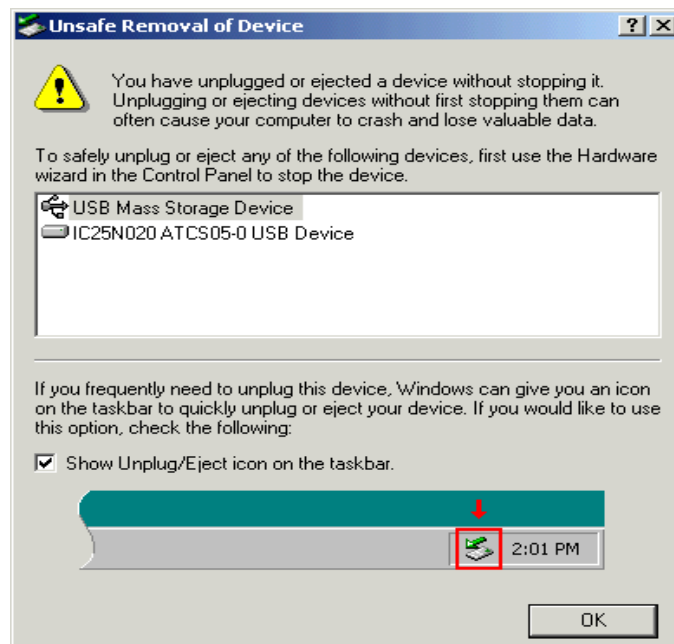 Unsafe Removal of Device
You have unplugged or ejected a device without stopping it.
Unplugging or ejecting devices without first stopping them can
often cause your computer to crash and lose valuable data.
To safely unplug or eject any of the following devices, first use the Hardware
wizard in the Control Panel to stop the device.
USB Mass Storage Device
IC25N020 ATCS05-0 USB Device
If you frequently need to unplug this device, Windows can give you an icon
on the taskbar to quickly unplug or eject your device. If you would like to use
this option, check the following:
Show Unplug/Eject icon on the taskbar.
2:01 PM
OK